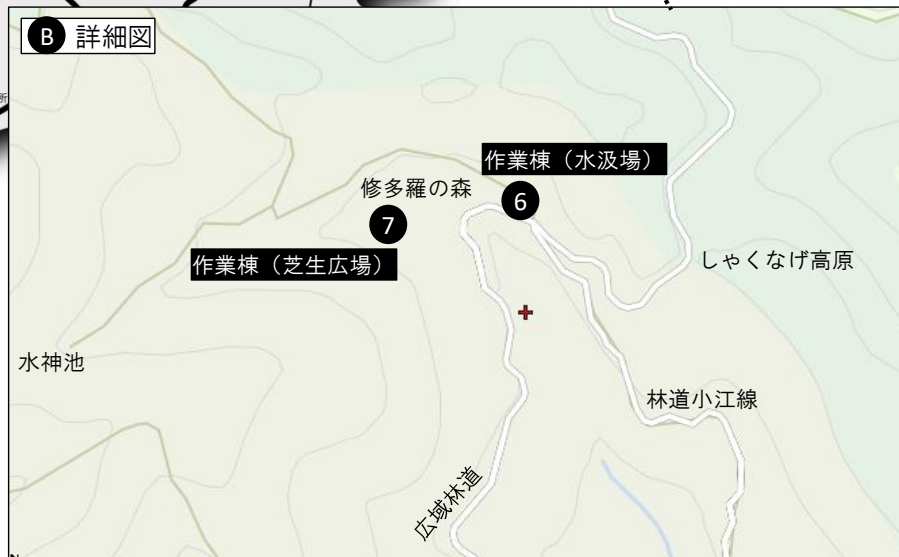 B 詳細図
所
作業棟（水汲場）
6
修多羅の森
7
作業棟（芝生広場）
しゃくなげ高原
水神池
林道小江線
広域林道